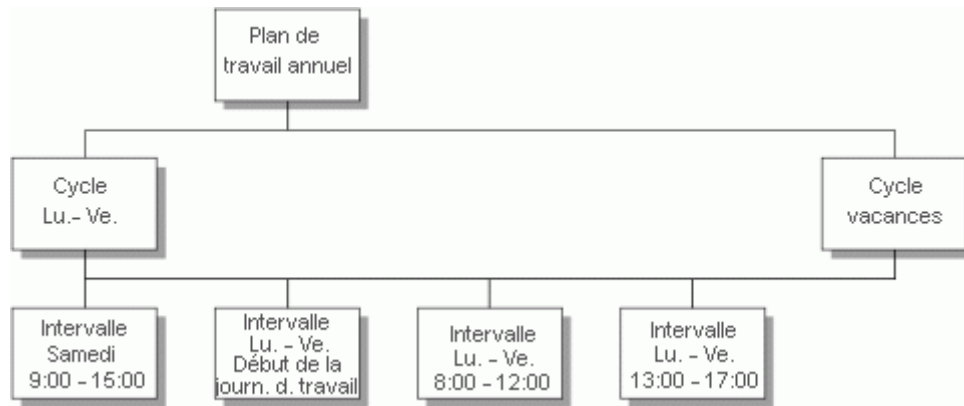 Plan de
travail annuel
Cycle
Lu.- Ve.
Cycle
vacances
Intervalle
Samedi
9:00 - 15:00
Intervalle
Lu. - Ve.
Début de la
journ. d. travail
Intervalle
Lu. - Ve.
8:00 - 12:00
Intervalle
Lu. - Ve.
13:00 - 17:00